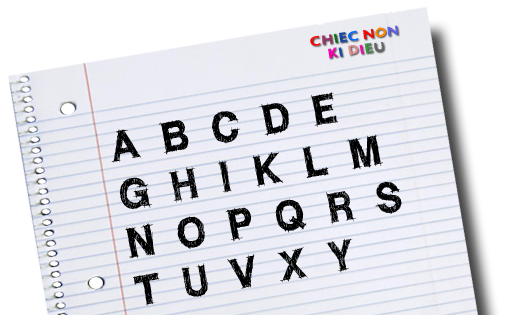 CHIEC NON
KI DIEU
A B C D E
G H I K L M
N O P Q R S
T U V X Y